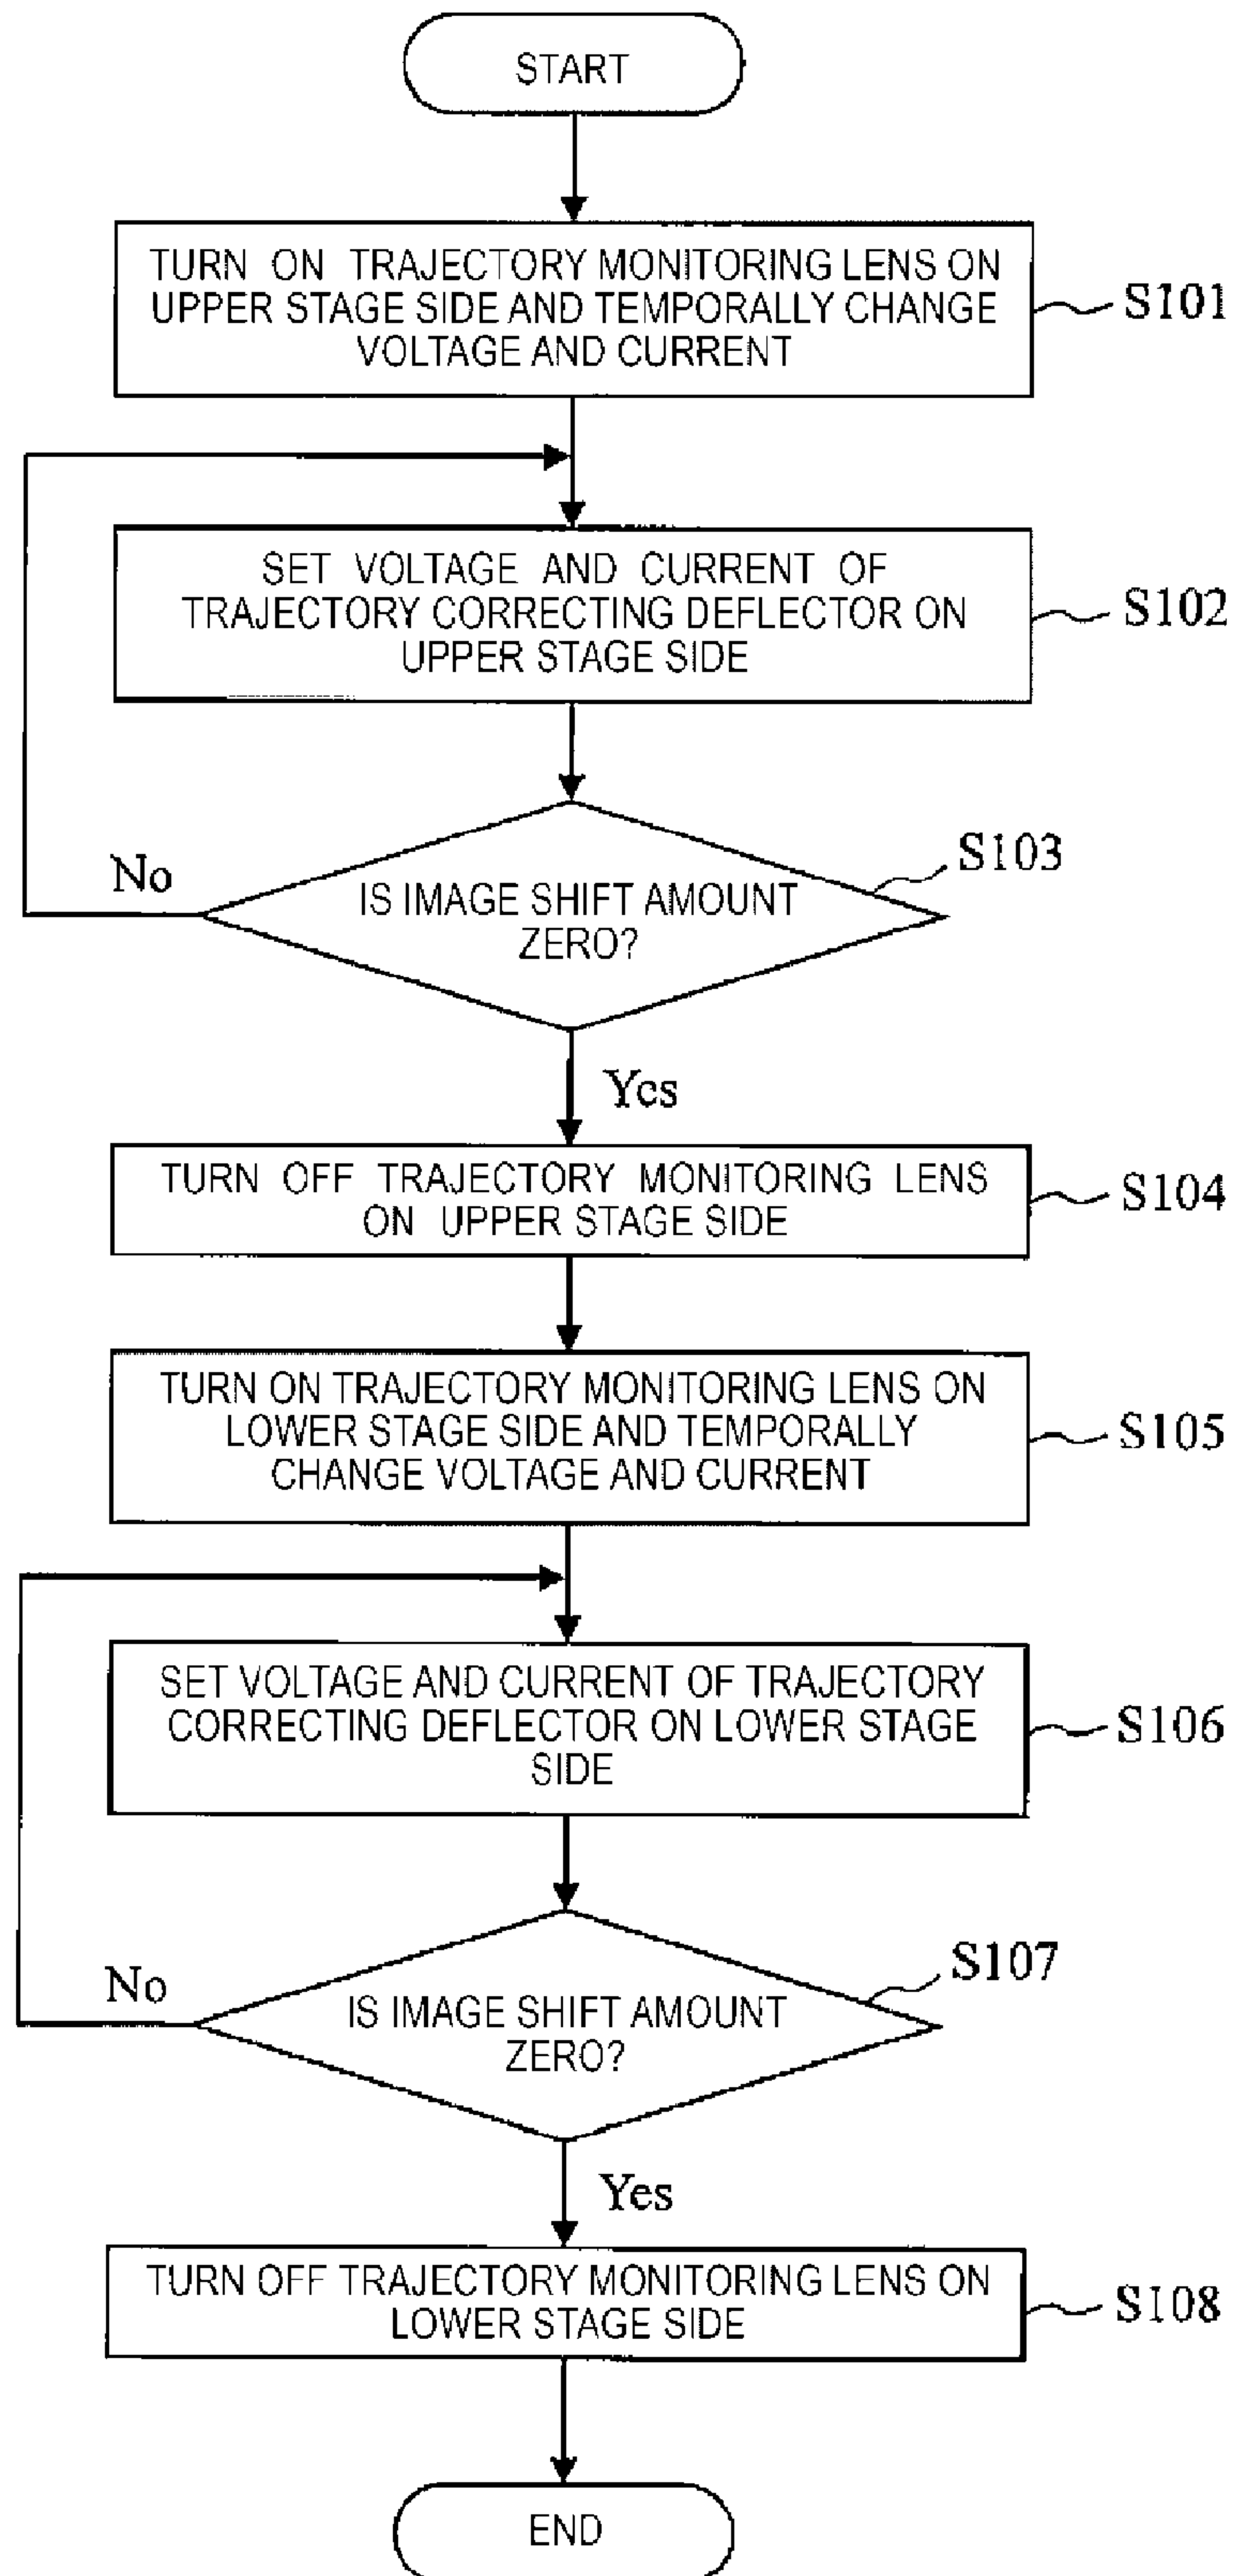 START
TURN ON TRAJECTORY MONITORING LENS ON
UPPER STAGE SIDE AND TEMPORALLY CHANGE
VOLTAGE AND CURRENT
S101
SET VOLTAGE AND CURRENT OF
TRAJECTORY CORRECTING DEFLECTOR ON
UPPER STAGE SIDE
S102
S103
No
IS IMAGE SHIFT AMOUNT
ZERO?
Yes
TURN OFF TRAJECTORY MONITORING LENS
ON UPPER STAGE SIDE
S104
TURN ON TRAJECTORY MONITORING LENS ON
LOWER STAGE SIDE AND TEMPORALLY
CHANGE VOLTAGE AND CURRENT
S105
SET VOLTAGE AND CURRENT OF TRAJECTORY
CORRECTING DEFLECTOR ON LOWER STAGE
SIDE
S106
S107
No
IS IMAGE SHIFT AMOUNT
ZERO?
Yes
TURN OFF TRAJECTORY MONITORING LENS ON
LOWER STAGE SIDE
S108
END